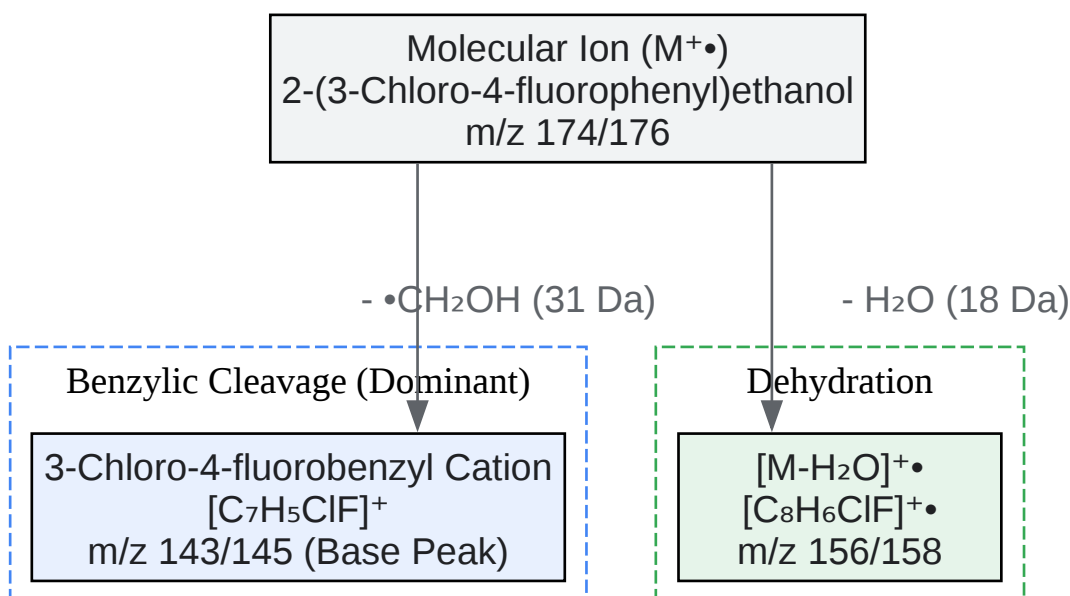 Molecular Ion (M⁺•)
2-(3-Chloro-4-fluorophenyl)ethanol
m/z 174/176
- •CH₂OH (31 Da)
- H₂O (18 Da)
Benzylic Cleavage (Dominant)
Dehydration
3-Chloro-4-fluorobenzyl Cation
[C₇H₅ClF]⁺
m/z 143/145 (Base Peak)
[M-H₂O]⁺•
[C₈H₆ClF]⁺•
m/z 156/158